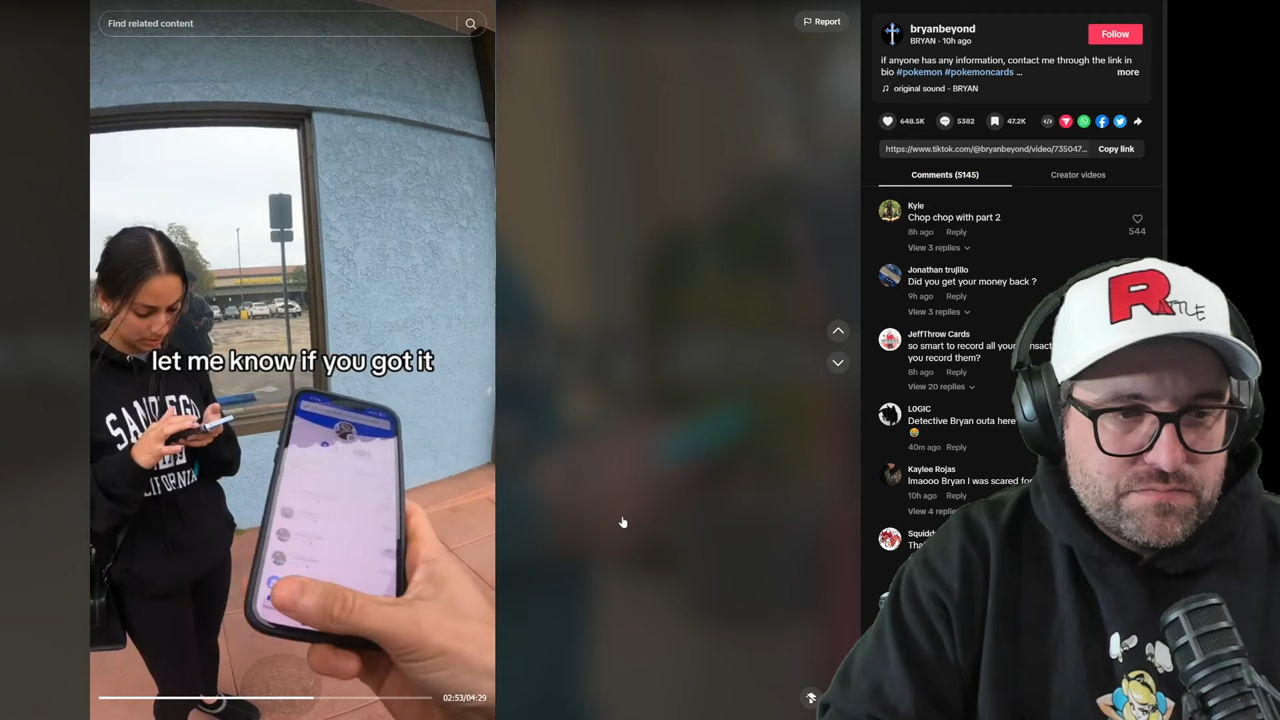 Find related content
Report
bryanbeyond
BRYAN · 10h ago
Follow
if anyone has any information, contact me through the link in
bio #pokemon #pokemoncards ...
more
original sound - BRYAN
648.5K
5382
47.2K
https://www.tiktok.com/@bryanbeyond/video/735047...
Copy link
Comments (5145)
Creator videos
Kyle
Chop chop with part 2
8h ago
Reply
544
View 3 replies
Jonathan trujillo
Did you get your money back ?
9h ago
Reply
View 3 replies
JeffThrow Cards
so smart to record all your
you record them?
8h ago
Reply
View 20 replies
LOGIC
Detective Bryan outa here
40m ago
Reply
Kaylee Rojas
lmaooo Bryan I was scared
10h ago
Reply
View 4
let me know if you got it
SAN
CALIFORNIA
R
02:53/04:29